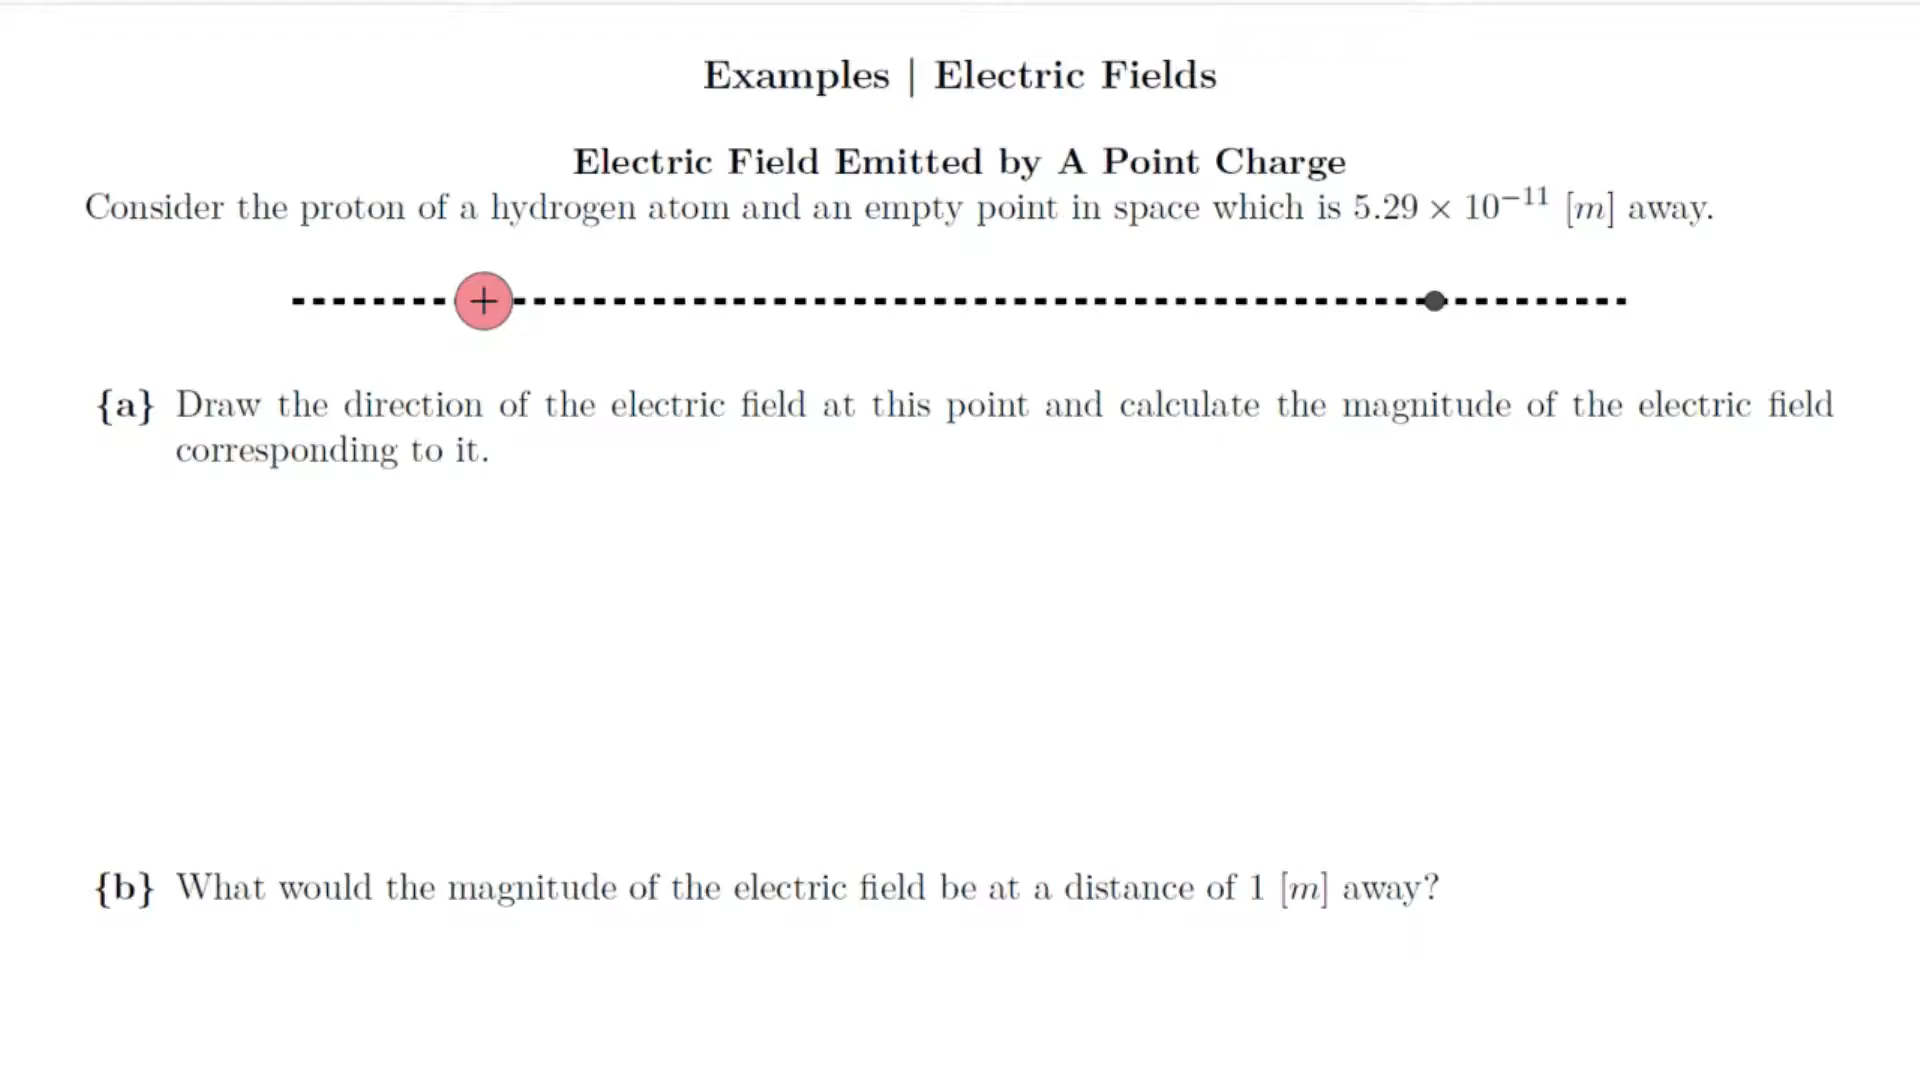 Examples | Electric Fields
Electric Field Emitted by A Point Charge
Consider the proton of a hydrogen atom and an empty point in space which is 5.29 × 10⁻¹¹ [m] away.
+
{a} Draw the direction of the electric field at this point and calculate the magnitude of the electric field
corresponding to it.
{b} What would the magnitude of the electric field be at a distance of 1 [m] away?